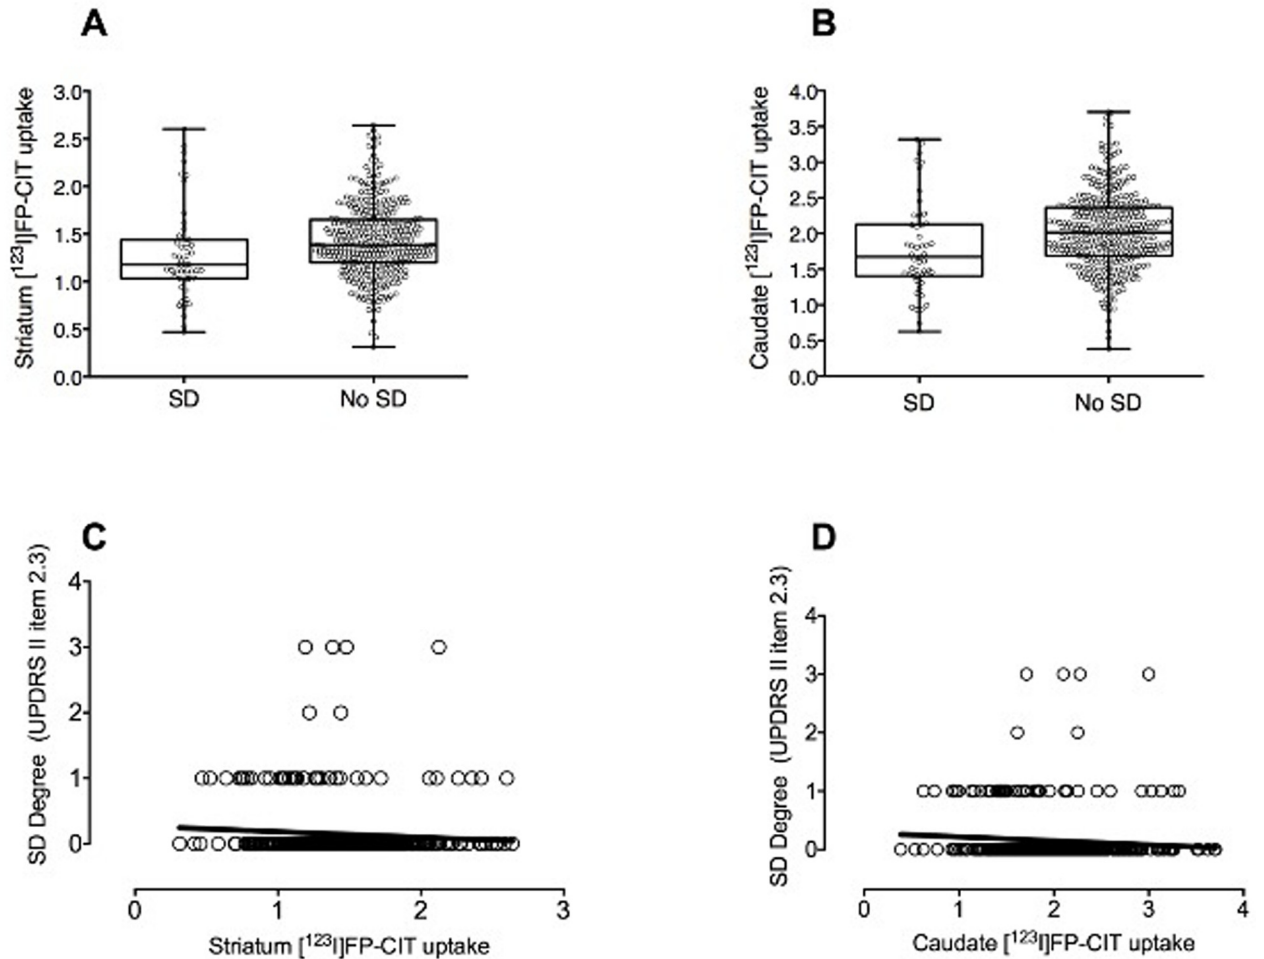 A
Striatum [123I]FP-CIT uptake
3.0
2.5
2.0
1.5
1.0
0.5
0.0
SD No SD
B
Caudate [123I]FP-CIT uptake
4.0
3.5
3.0
2.5
2.0
1.5
1.0
0.5
0.0
SD No SD
C
SD Degree (UPDRS II item 2.3)
4
3
2
1
0
0 1 2 3
Striatum [123I]FP-CIT uptake
D
SD Degree (UPDRS II item 2.3)
4
3
2
1
0
0 1 2 3 4
Caudate [123I]FP-CIT uptake